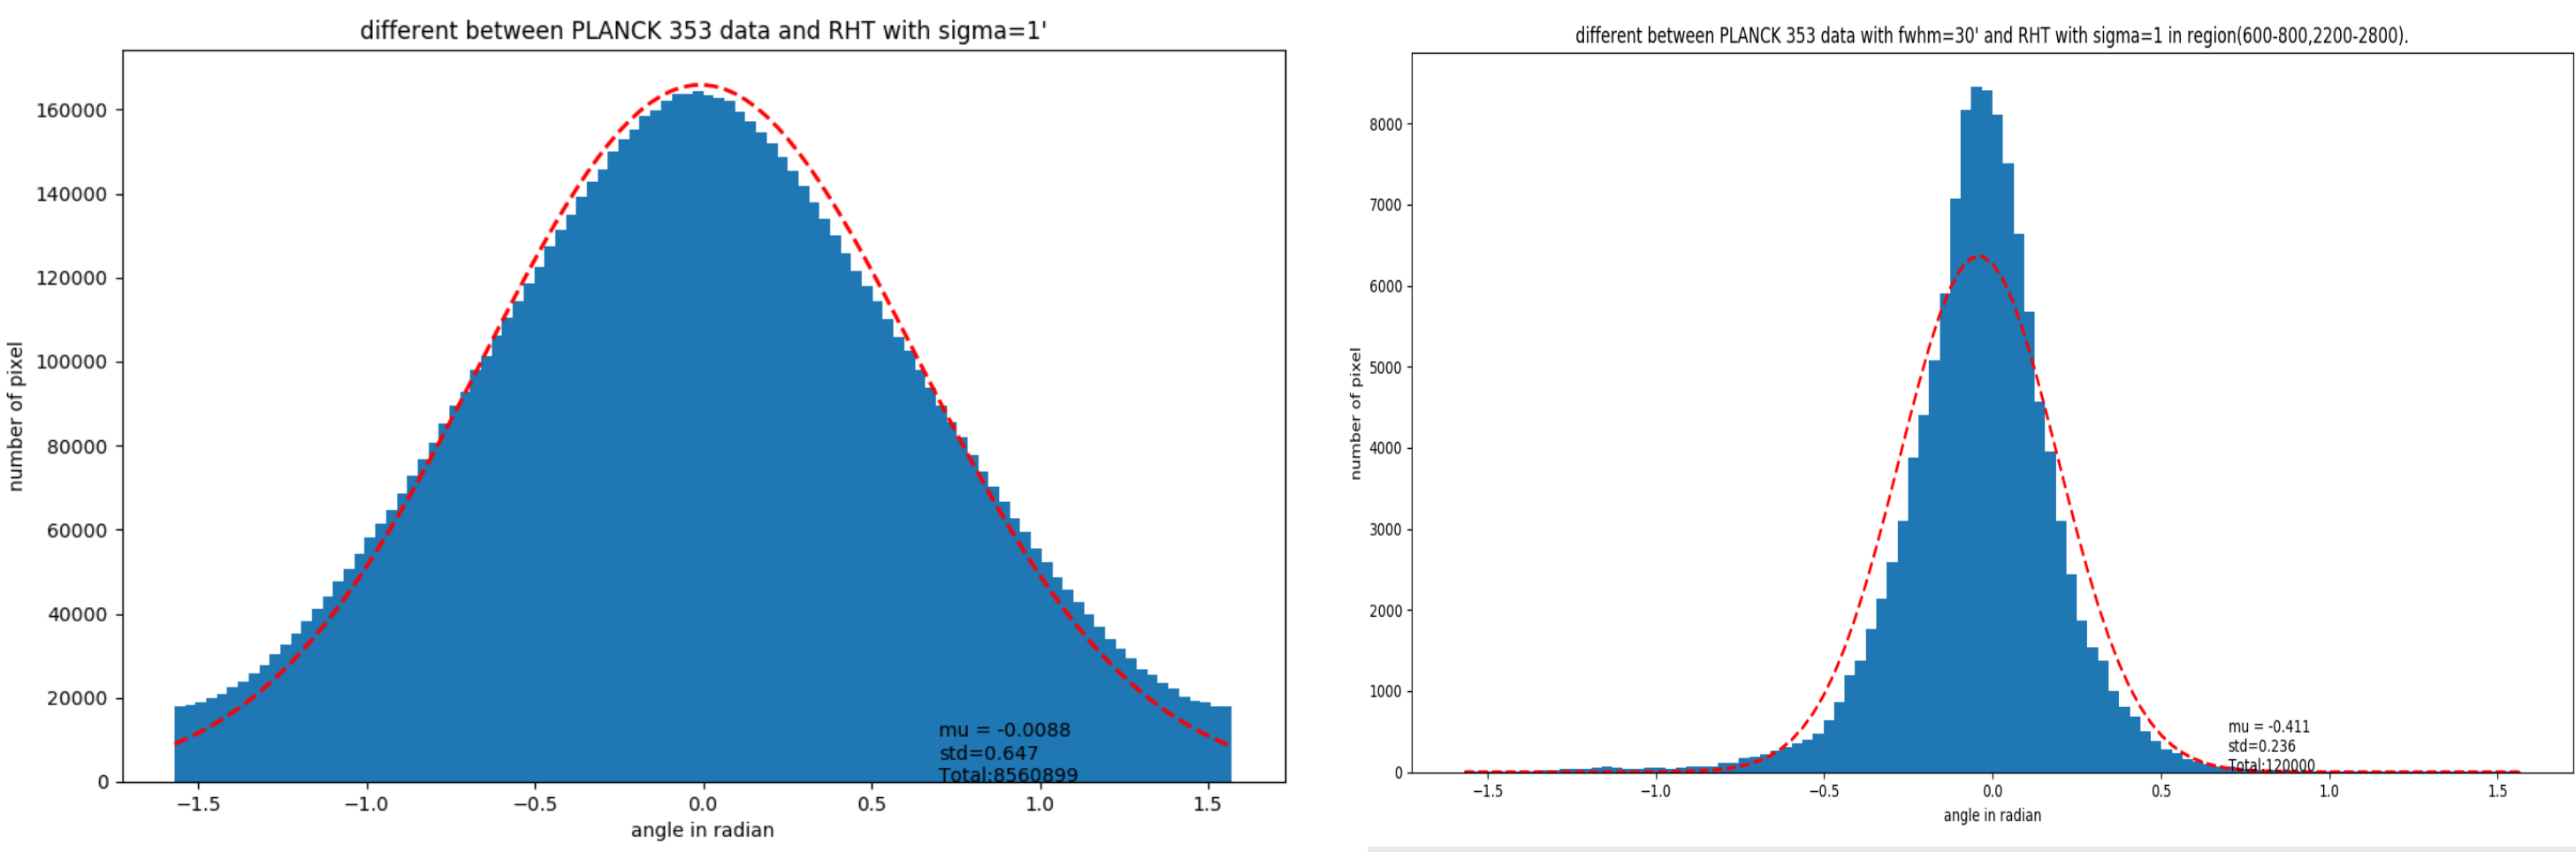 different between PLANCK 353 data and RHT with sigma=1'
160000
140000
120000
100000
80000
60000
40000
20000
0
number of pixel
mu = -0.0088
std=0.647
Total:8560899
−1.5 −1.0 −0.5 0.0 0.5 1.0 1.5
angle in radian
different between PLANCK 353 data with fwhm=30' and RHT with sigma=1 in region(600-800,2200-2800).
8000
7000
6000
5000
4000
3000
2000
1000
0
number of pixel
mu = -0.411
std=0.236
Total:120000
−1.5 −1.0 −0.5 0.0 0.5 1.0 1.5
angle in radian